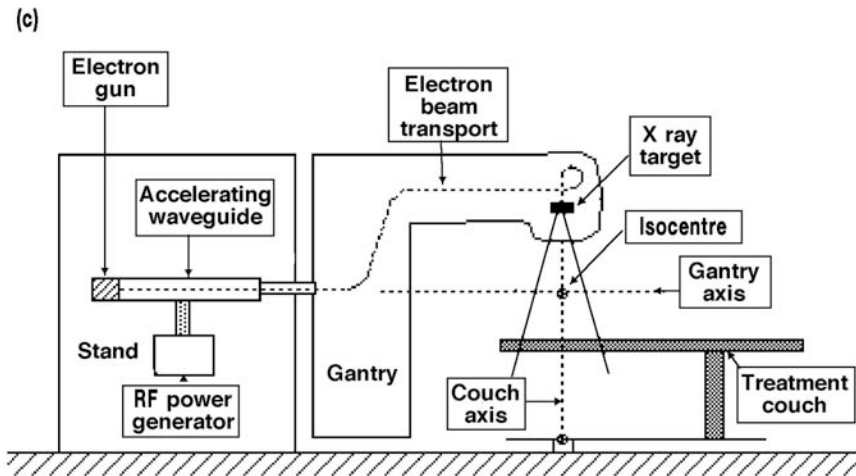 (c)
Electron
gun
Electron
beam
transport
X ray
target
Accelerating
waveguide
Isocentre
Gantry
axis
Stand
Gantry
Couch
axis
Treatment
couch
RF power
generator